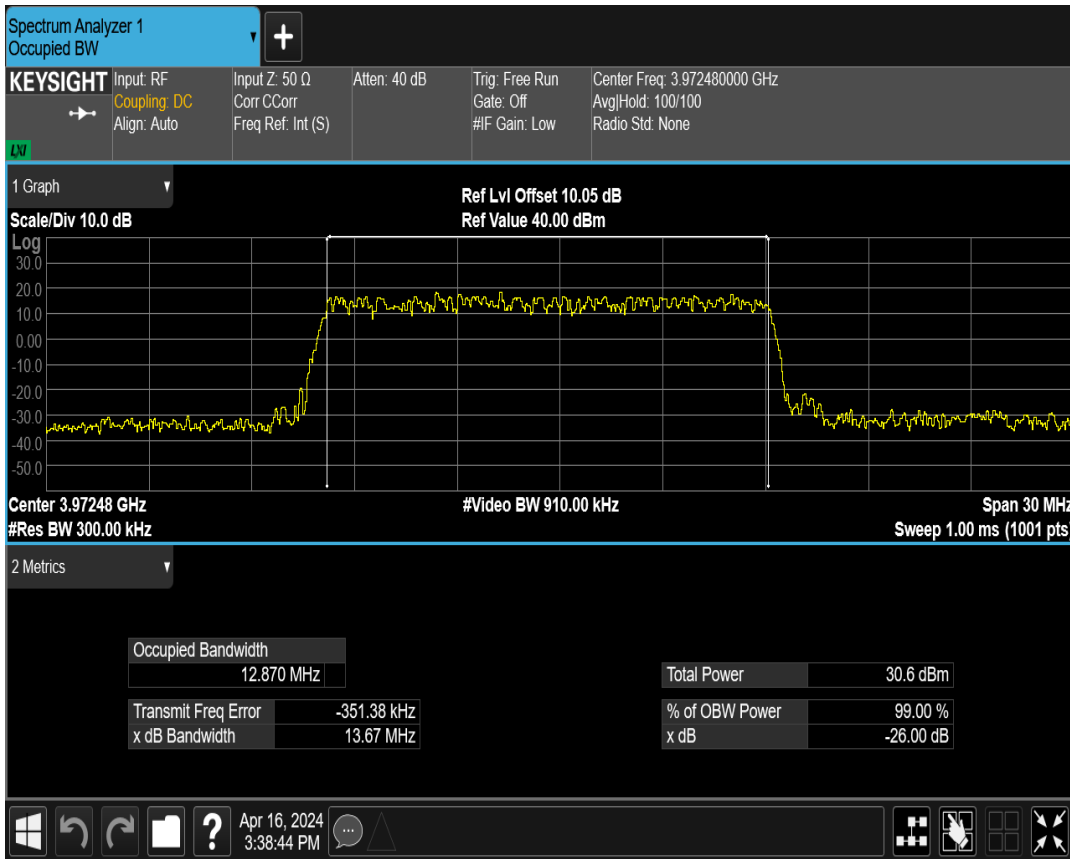 Spectrum Analyzer 1
Occupied BW
KEYSIGHT
LXI
Input: RF
Coupling: DC
Align: Auto
Input Z: 50 Ω
Corr CCorr
Freq Ref: Int (S)
Atten: 40 dB
Trig: Free Run
Gate: Off
#IF Gain: Low
Center Freq: 3.972480000 GHz
Avg|Hold: 100/100
Radio Std: None
1 Graph
Scale/Div 10.0 dB
Ref Lvl Offset 10.05 dB
Ref Value 40.00 dBm
Log
30.0
20.0
10.0
0.00
-10.0
-20.0
-30.0
-40.0
-50.0
Center 3.97248 GHz
#Res BW 300.00 kHz
#Video BW 910.00 kHz
Span 30 MHz
Sweep 1.00 ms (1001 pts)
2 Metrics
Occupied Bandwidth
12.870 MHz
Transmit Freq Error -351.38 kHz
x dB Bandwidth 13.67 MHz
Total Power 30.6 dBm
% of OBW Power 99.00 %
x dB -26.00 dB
Apr 16, 2024
3:38:44 PM